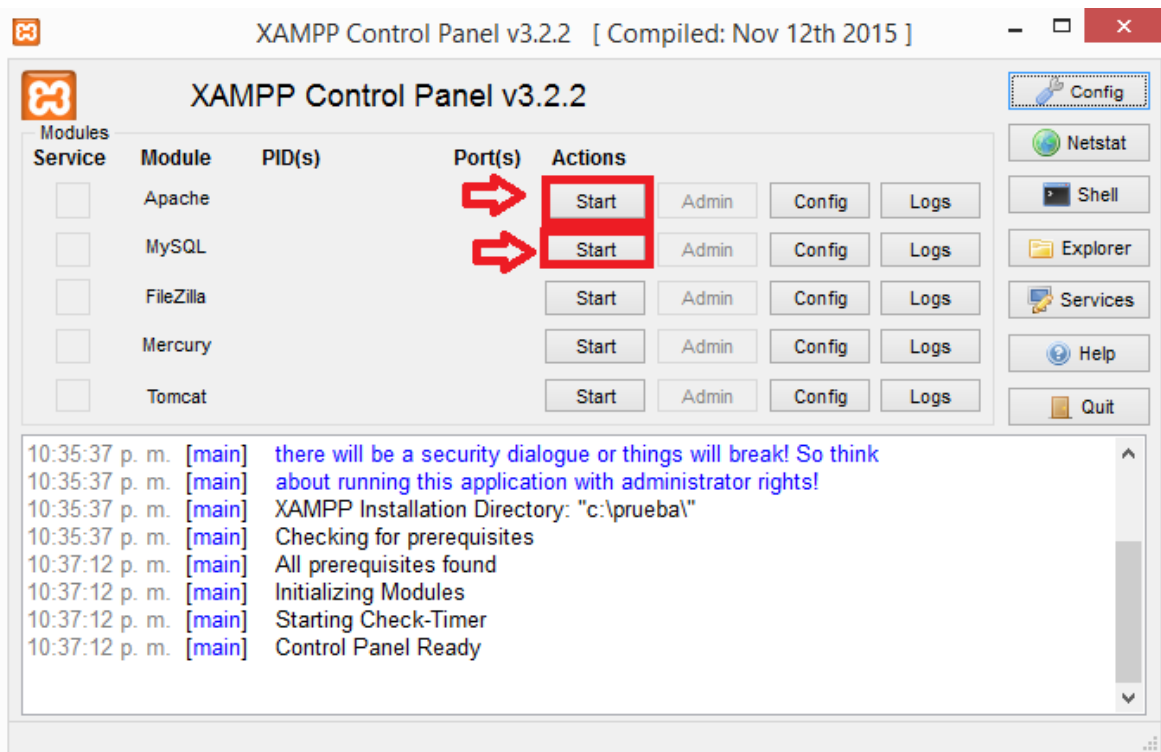 XAMPP Control Panel v3.2.2 [ Compiled: Nov 12th 2015 ]
XAMPP Control Panel v3.2.2
Config
Modules
Service Module PID(s) Port(s) Actions
Netstat
Apache Start Admin Config Logs
Shell
MySQL Start Admin Config Logs
Explorer
FileZilla Start Admin Config Logs
Services
Mercury Start Admin Config Logs
Help
Tomcat Start Admin Config Logs
Quit
10:35:37 p. m. [main] there will be a security dialogue or things will break! So think
10:35:37 p. m. [main] about running this application with administrator rights!
10:35:37 p. m. [main] XAMPP Installation Directory: "c:\prueba\"
10:35:37 p. m. [main] Checking for prerequisites
10:37:12 p. m. [main] All prerequisites found
10:37:12 p. m. [main] Initializing Modules
10:37:12 p. m. [main] Starting Check-Timer
10:37:12 p. m. [main] Control Panel Ready